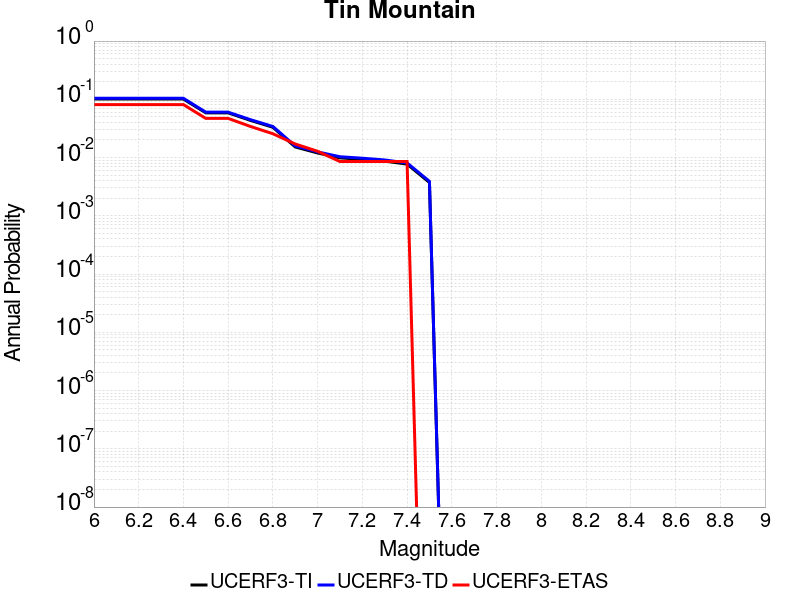 Tin Mountain
10^0
10^-1
10^-2
10^-3
10^-4
10^-5
10^-6
10^-7
10^-8
Annual Probability
6 6.2 6.4 6.6 6.8 7 7.2 7.4 7.6 7.8 8 8.2 8.4 8.6 8.8 9
Magnitude
UCERF3-TI UCERF3-TD UCERF3-ETAS